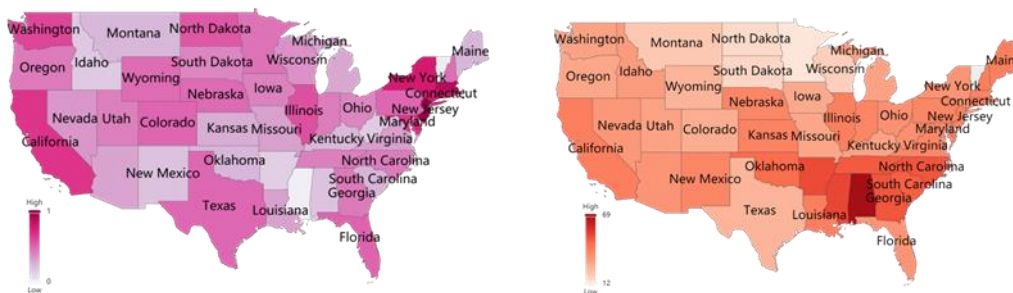 Washington
Montana
North Dakota
Michigan
Maine
Oregon
Idaho
South Dakota
Wisconsin
Wyoming
New York
Connecticut
Nebraska
Iowa
New Jersey
Nevada
Utah
Colorado
Illinois
Ohio
Maryland
California
Kansas
Missouri
Kentucky
Virginia
Oklahoma
North Carolina
New Mexico
South Carolina
Georgia
Texas
Louisiana
Florida
High
1
0
Low
Washington
Montana
North Dakota
Michigan
Main
Oregon
Idaho
South Dakota
Wisconsin
Wyoming
New York
Connecticut
Nebraska
Iowa
New Jersey
Nevada
Utah
Colorado
Illinois
Ohio
Maryland
California
Kansas
Missouri
Kentucky
Virginia
Oklahoma
North Caroima
New Mexico
South Carolina
Georgia
Texas
Louisiana
Florida
High
69
12
Low